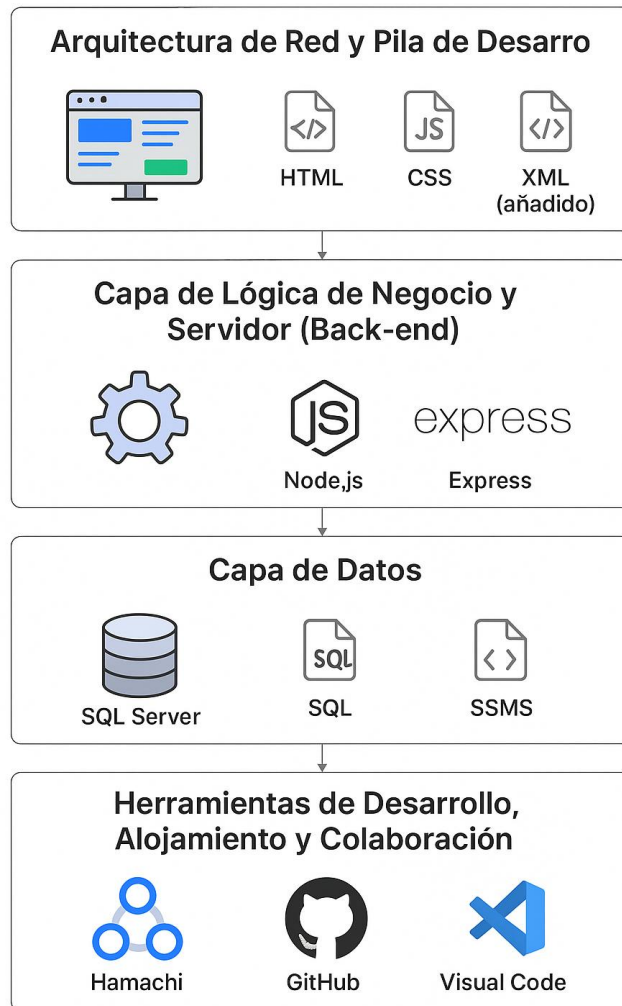 Arquitectura de Red y Pila de Desarro
</>
JS
</>
HTML
CSS
XML
(añadido)
Capa de Lógica de Negocio y
Servidor (Back-end)
JS
express
Node,js
Express
Capa de Datos
SQL
< >
SQL Server
SQL
SSMS
Herramientas de Desarrollo,
Alojamiento y Colaboración
Hamachi
GitHub
Visual Code